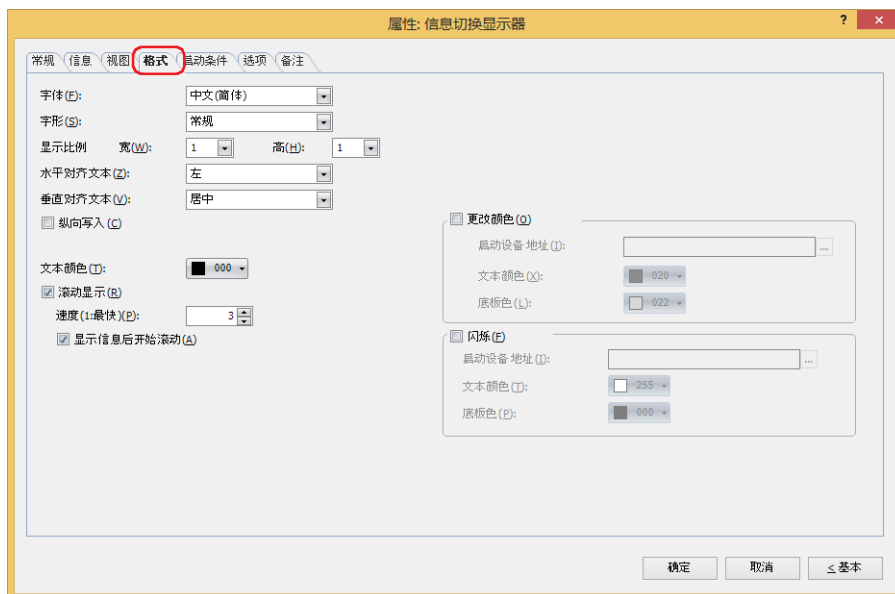 属性: 信息切换显示器
? ×
常规 信息 视图 格式 启动条件 选项 备注
字体(F): 中文(简体)
字形(S): 常规
显示比例 宽(W): 1 高(H): 1
水平对齐文本(Z): 左
垂直对齐文本(V): 居中
纵向写入(C)
文本颜色(T): 000
滚动显示(R)
速度(1:最快)(P): 3
显示信息后开始滚动(A)
更改颜色(O)
启动设备地址(I): ...
文本颜色(X): 020
底板色(L): 022
闪烁(F)
启动设备地址(I): ...
文本颜色(T): 255
底板色(P): 000
确定 取消 < 基本